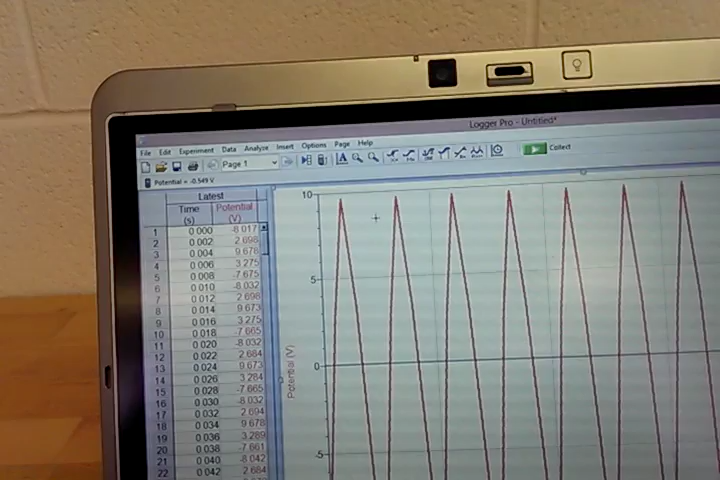 Logger Pro - Untitled*
File Edit Experiment Data Analyze Insert Options Page Help
Page 1
Collect
Potential = -0.549 V
Latest
Time Potential
(s) (V)
1 0.000 -8.017
2 0.002 2.698
3 0.004 9.678
4 0.006 3.275
5 0.008 -7.675
6 0.010 -8.032
7 0.012 2.698
8 0.014 9.673
9 0.016 3.275
10 0.018 -7.665
11 0.020 -8.032
12 0.022 2.684
13 0.024 9.673
14 0.026 3.284
15 0.028 -7.665
16 0.030 -8.032
17 0.032 2.694
18 0.034 9.678
19 0.036 3.289
20 0.038 -7.661
21 0.040 -8.042
22 0.042 2.684
10
5
0
-5
Potential (V)